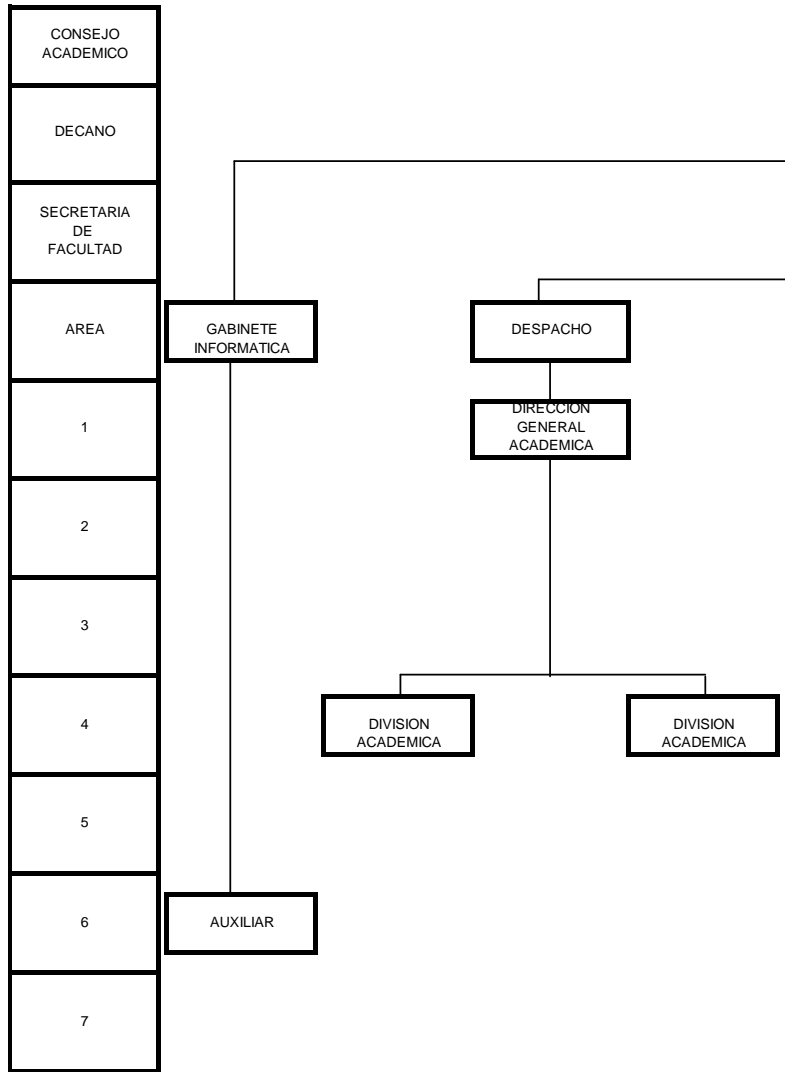 CONSEJO
ACADEMICO
DECANO
SECRETARIA
DE
FACULTAD
AREA
GABINETE
INFORMATICA
DESPACHO
1
DIRECCION
GENERAL
ACADEMICA
2
3
4
DIVISION
ACADEMICA
DIVISION
ACADEMICA
5
6
AUXILIAR
7